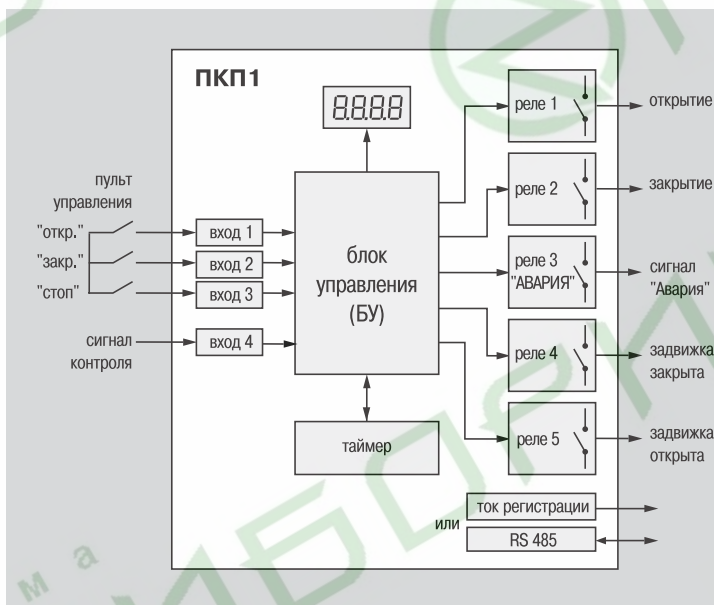 ПКП1
8.8.8.8
пульт
управления
"откр."
"закр."
"стоп"
сигнал
контроля
вход 1
вход 2
вход 3
вход 4
блок
управления
(БУ)
таймер
реле 1
реле 2
реле 3
"АВАРИЯ"
реле 4
реле 5
открытие
закрытие
сигнал
"Авария"
задвижка
закрыта
задвижка
открыта
или
ток регистрации
RS 485
ма